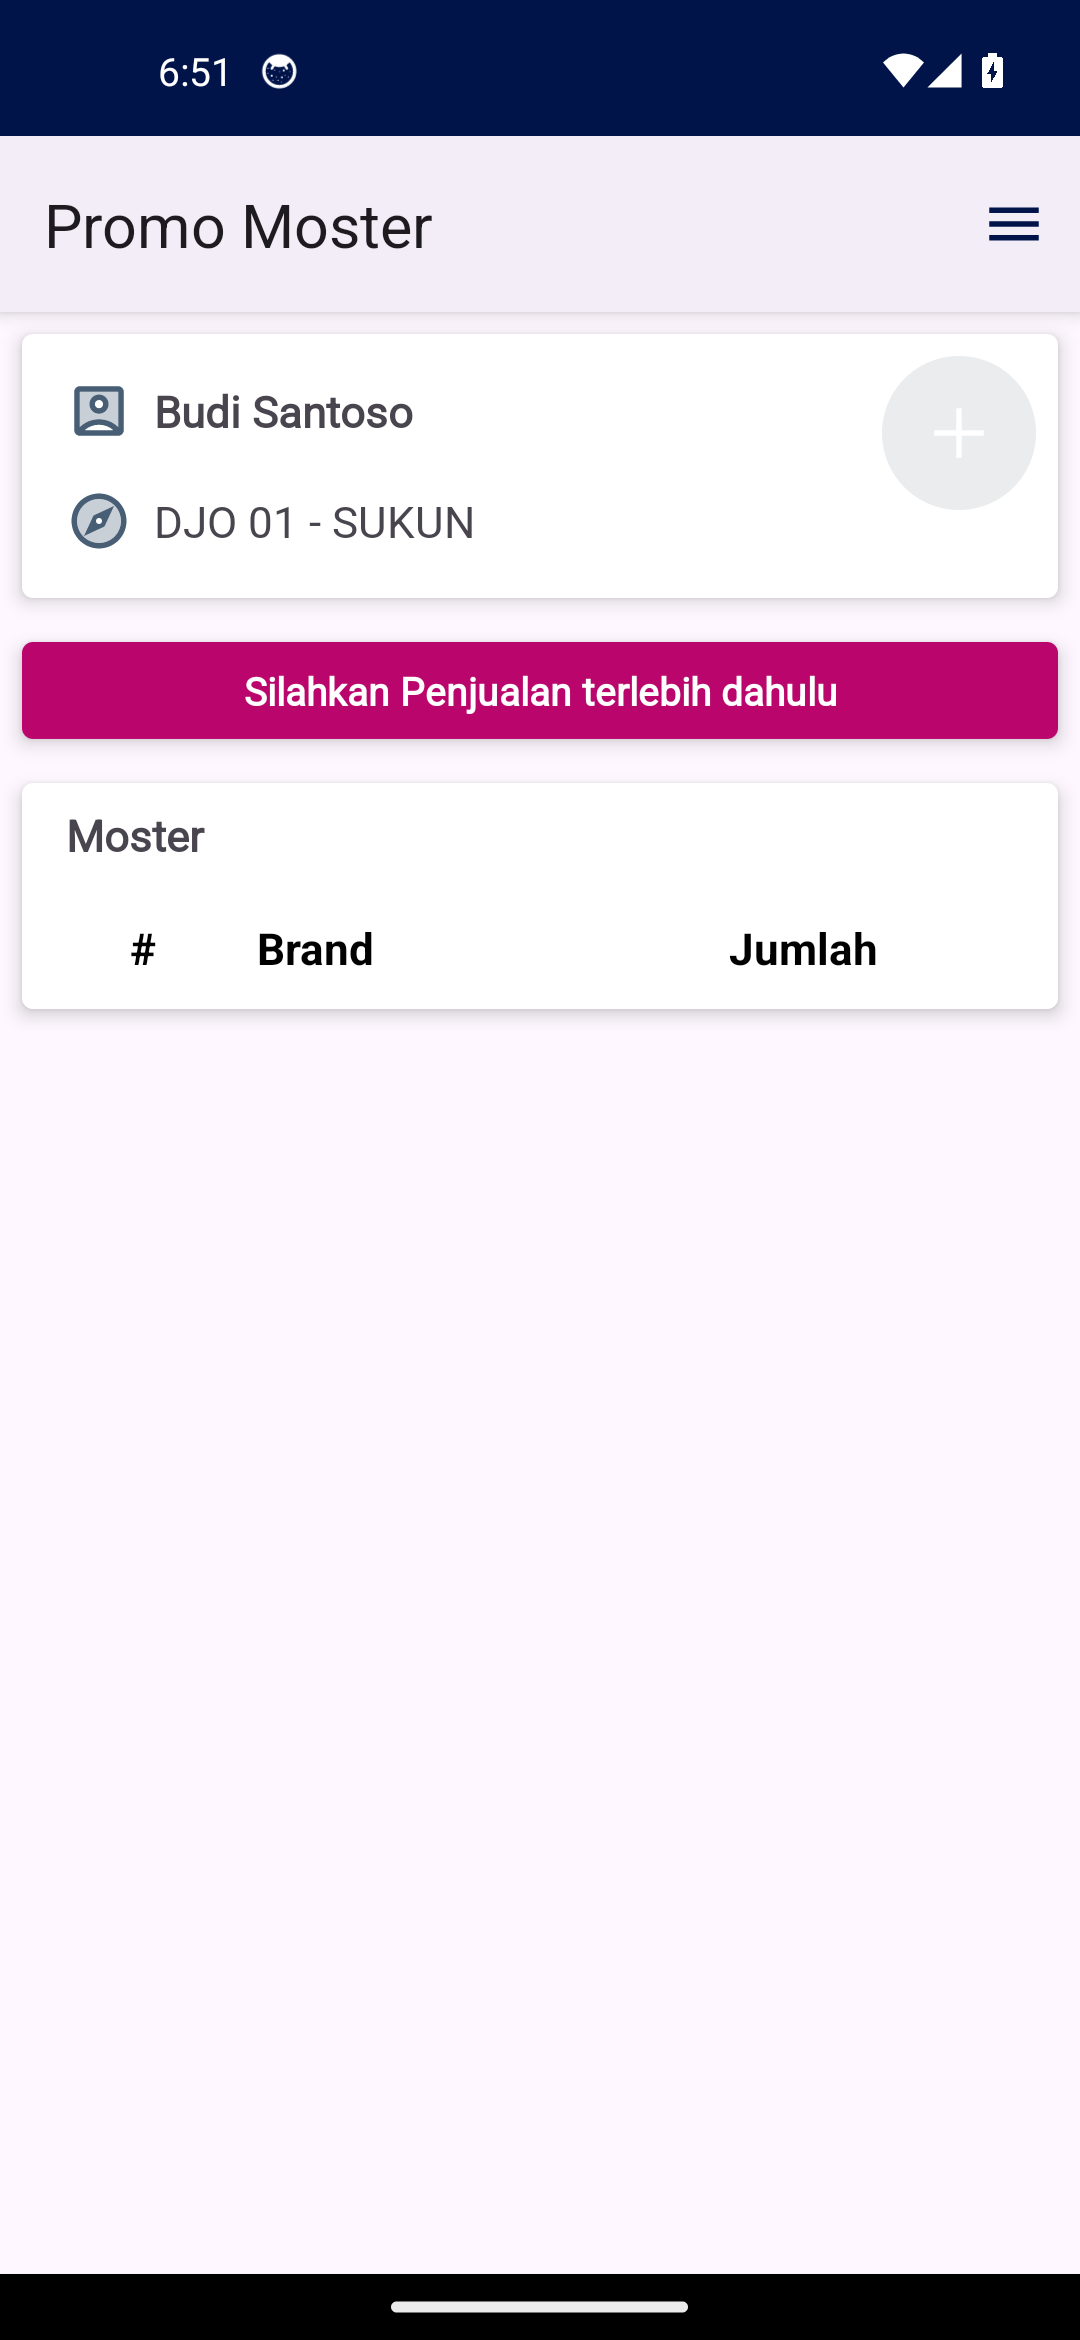 6:51
Promo Moster
Budi Santoso
DJO 01 - SUKUN
Silahkan Penjualan terlebih dahulu
Moster
# Brand Jumlah